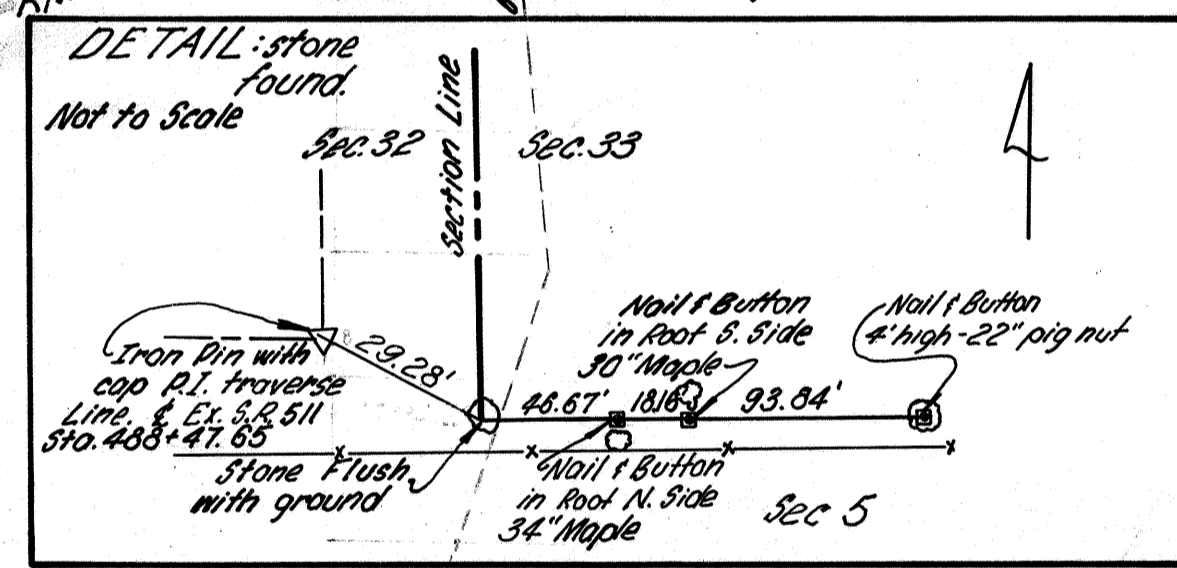 DETAIL: stone
found.
Not to Scale
Sec. 32
Section Line
Sec. 33
4
Nail & Button
in Root S. Side
30" Maple
Nail & Button
4' high - 22" pig nut
Iron Pin with
cap P.I. traverse
Line. & Ex. S.R. 511
Sta. 488+47.65
29.28'
46.67'
18.16
93.84'
Stone Flush
with ground
Nail & Button
in Root N. Side
34" Maple
Sec 5